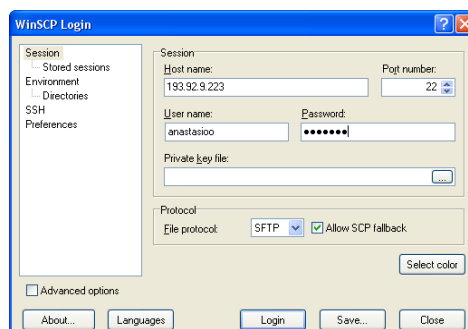 WinSCP Login
Session
Stored sessions
Environment
Directories
SSH
Preferences
Session
Host name:
Port number:
193.92.9.223
22
User name:
Password:
anastasioo
●●●●●●●
Private key file:
...
Protocol
File protocol:
SFTP
Allow SCP fallback
Select color
Advanced options
About...
Languages
Login
Save...
Close